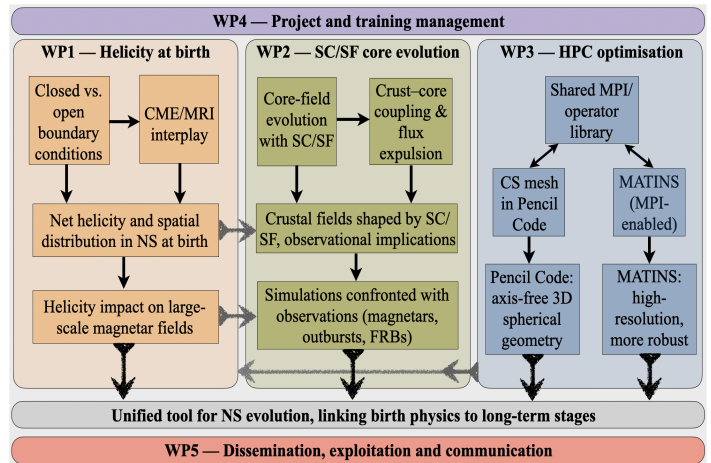 WP4 — Project and training management
WP1 — Helicity at birth
Closed vs.
open
boundary
conditions
CME/MRI
interplay
Net helicity and spatial
distribution in NS at birth
Helicity impact on large-
scale magnetar fields
WP2 — SC/SF core evolution
Core-field
evolution
with SC/SF
Crust–core
coupling &
flux
expulsion
Crustal fields shaped by SC/
SF, observational implications
Simulations confronted with
observations (magnetars,
outbursts, FRBs)
WP3 — HPC optimisation
Shared MPI/
operator
library
CS mesh
in Pencil
Code
MATINS
(MPI-
enabled)
Pencil Code:
axis-free 3D
spherical
geometry
MATINS:
high-
resolution,
more robust
Unified tool for NS evolution, linking birth physics to long-term stages
WP5 — Dissemination, exploitation and communication